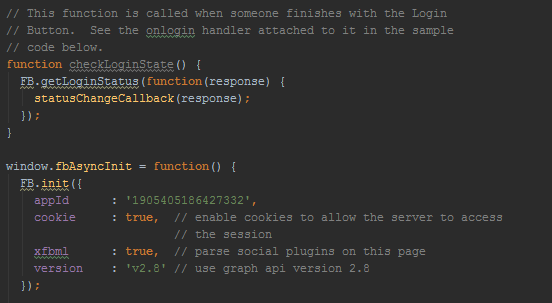 // This function is called when someone finishes with the Login
// Button.  See the onlogin handler attached to it in the sample
// code below.
function checkLoginState() {
  FB.getLoginStatus(function(response) {
    statusChangeCallback(response);
  });
}

window.fbAsyncInit = function() {
  FB.init({
    appId      : '1905405186427332',
    cookie     : true,  // enable cookies to allow the server to access
                        // the session
    xfbml      : true,  // parse social plugins on this page
    version    : 'v2.8' // use graph api version 2.8
  });